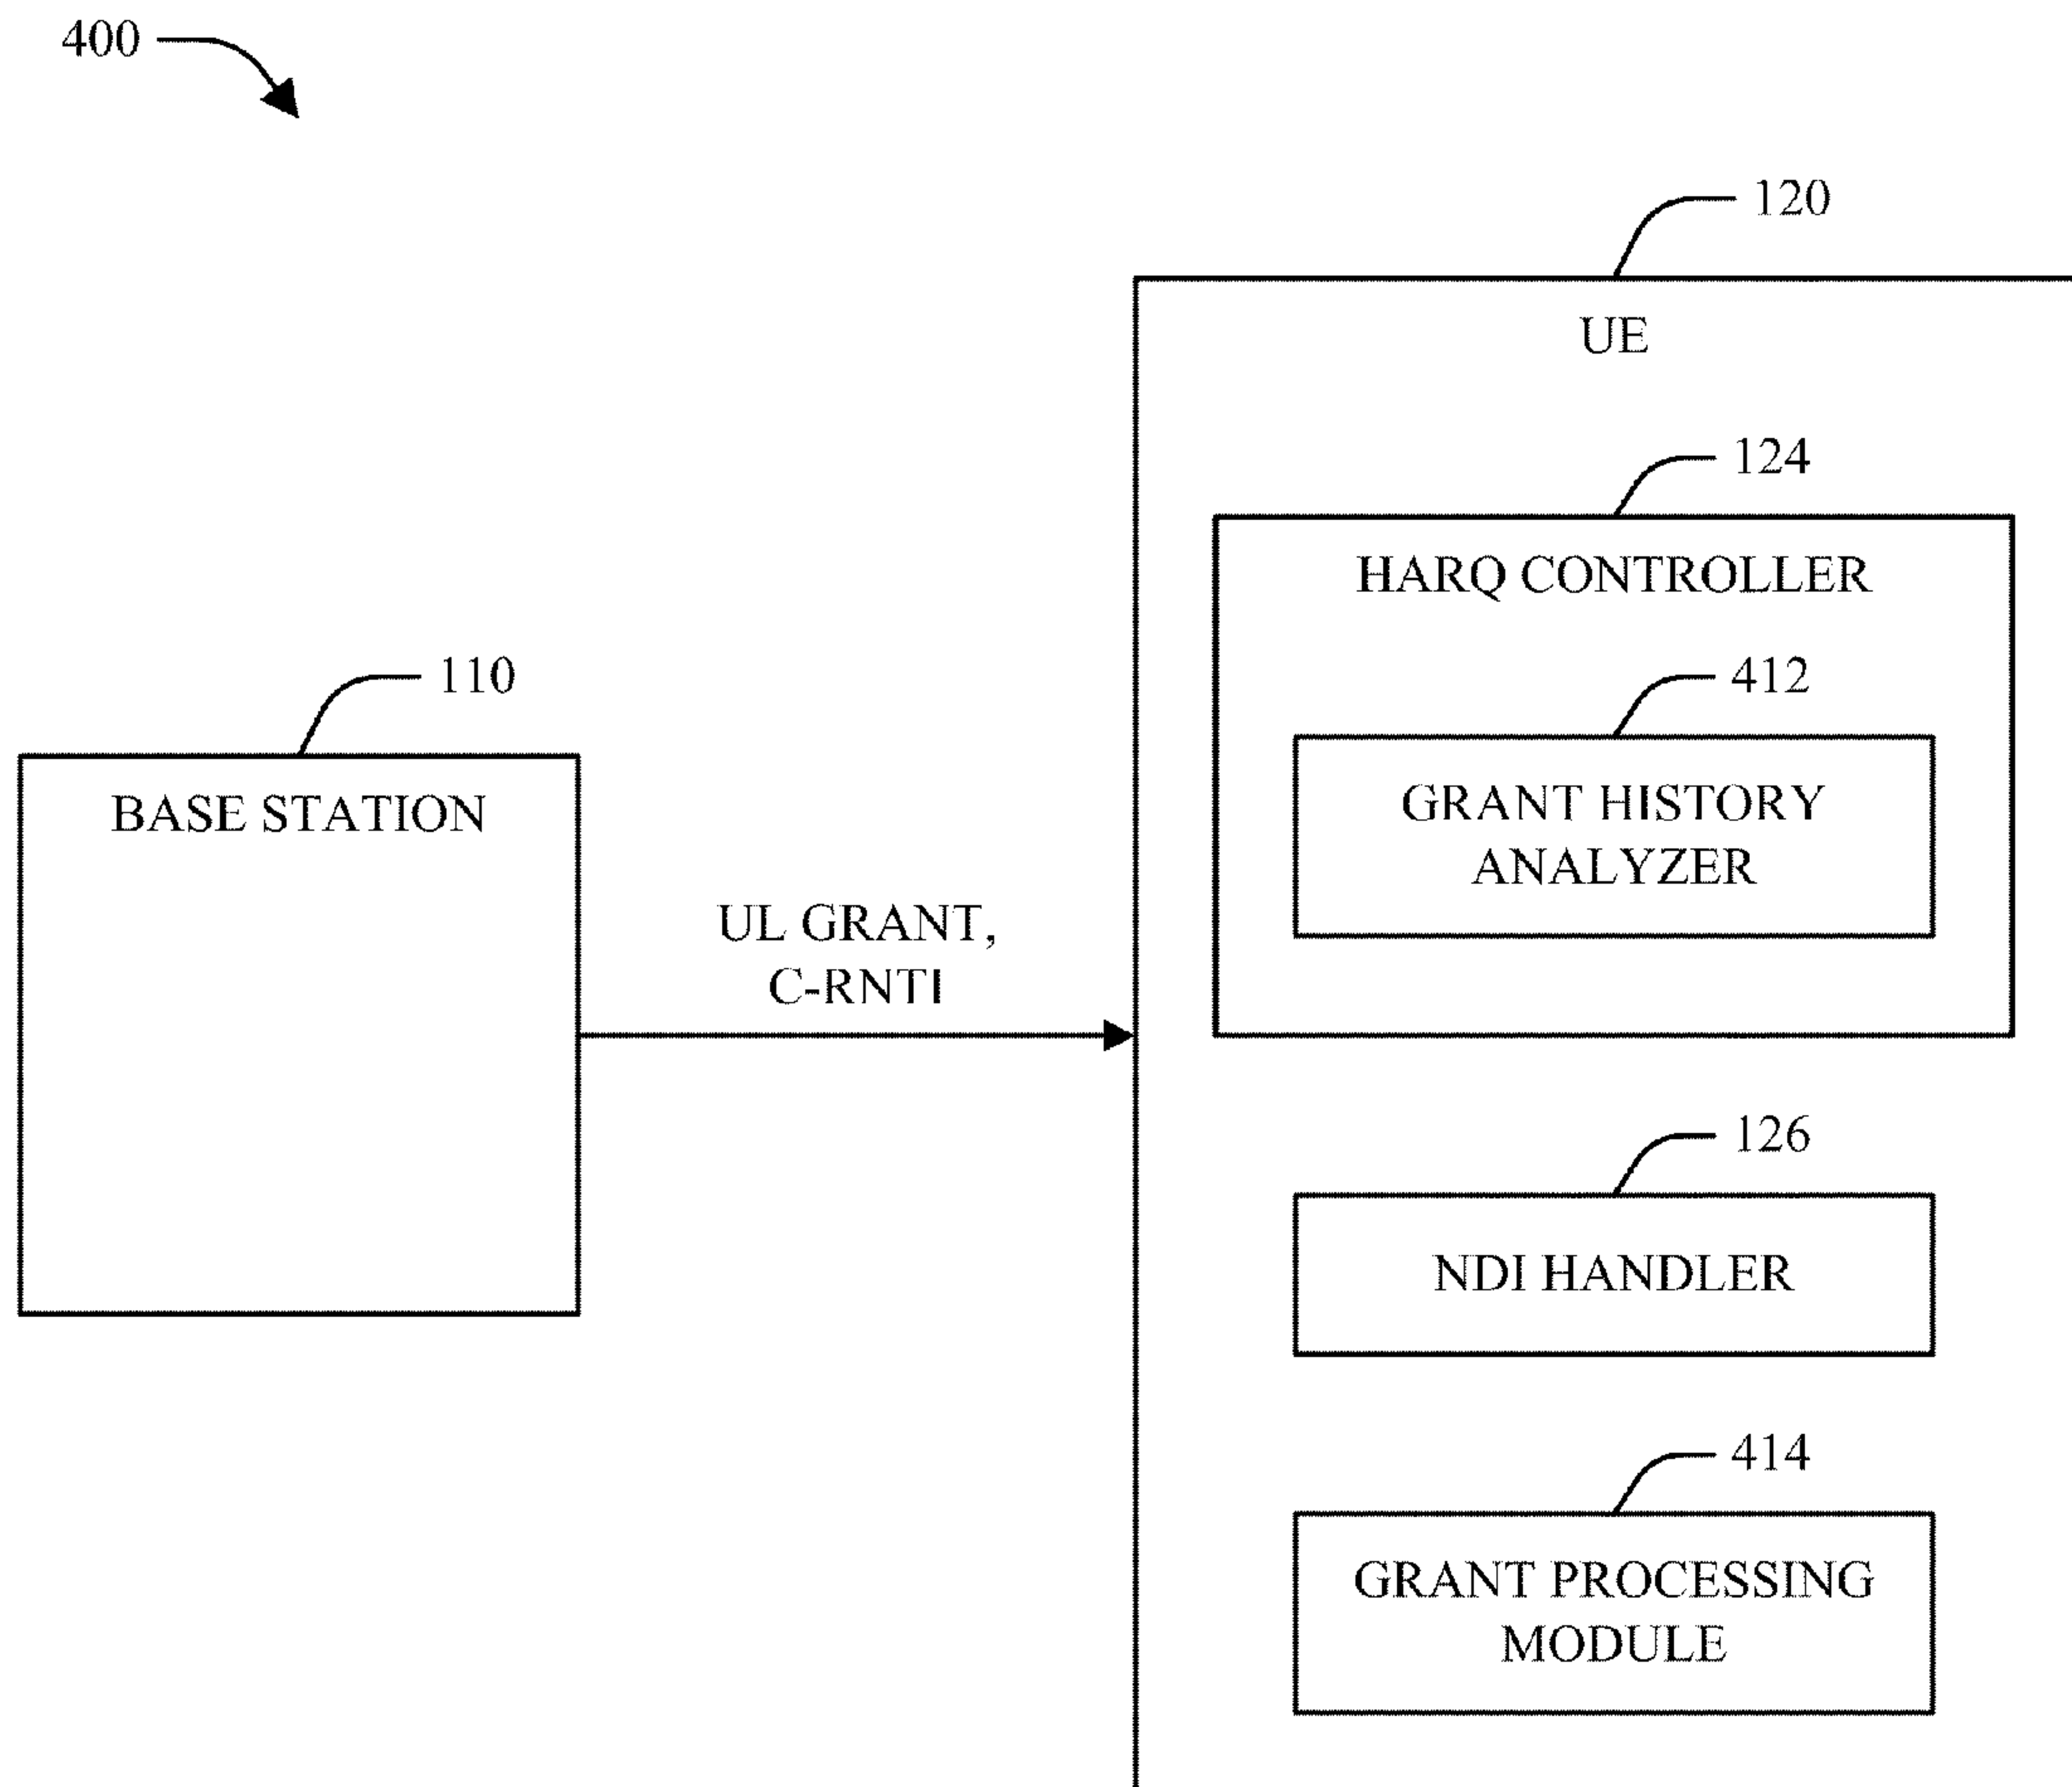 400
120
UE
124
HARQ CONTROLLER
412
GRANT HISTORY
ANALYZER
110
BASE STATION
UL GRANT,
C-RNTI
126
NDI HANDLER
414
GRANT PROCESSING
MODULE